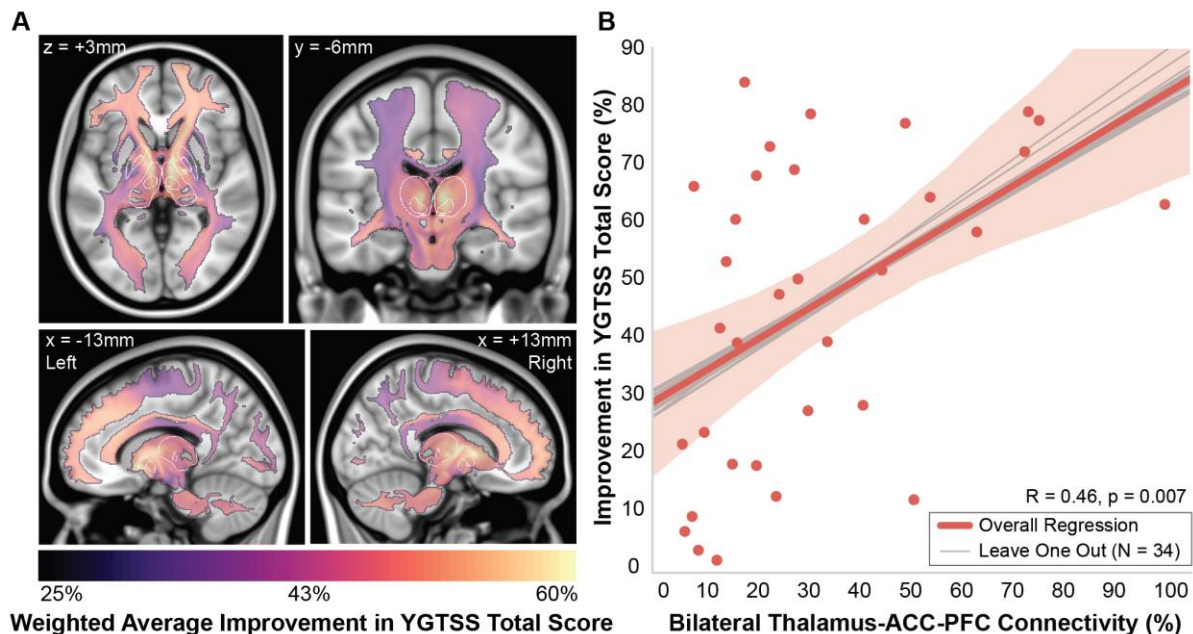 A
z = +3mm
y = -6mm
x = -13mm
Left
x = +13mm
Right
25%
43%
60%
Weighted Average Improvement in YGTSS Total Score
B
Improvement in YGTSS Total Score (%)
90
80
70
60
50
40
30
20
10
0
R = 0.46, p = 0.007
Overall Regression
Leave One Out (N = 34)
0 10 20 30 40 50 60 70 80 90 100
Bilateral Thalamus-ACC-PFC Connectivity (%)